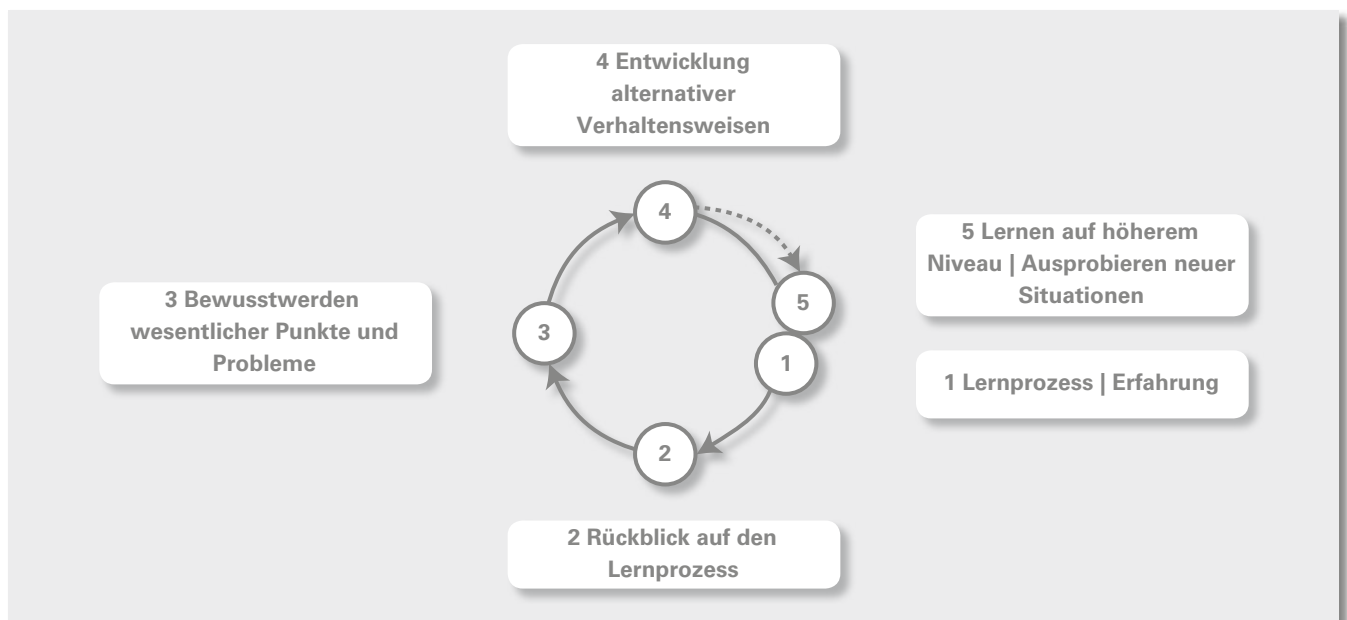 4 Entwicklung
alternativer
Verhaltensweisen
4
5 Lernen auf höherem
Niveau | Ausprobieren neuer
Situationen
5
3 Bewusstwerden
wesentlicher Punkte und
Probleme
3
1
1 Lernprozess | Erfahrung
2
2 Rückblick auf den
Lernprozess